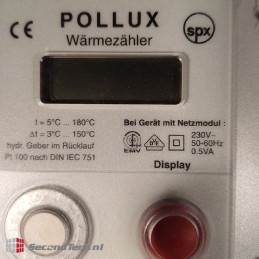 CE POLLUX spx
Wärmezähler
t = 5°C ... 180°C
Δt = 3°C ... 150°C
hydr. Geber im Rücklauf
Pt 100 nach DIN IEC 751
Bei Gerät mit Netzmodul :
EMV
230V~
50-60Hz
0.5VA
Display
SecondTech.nl